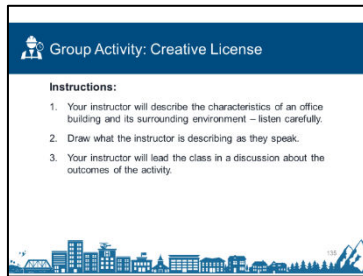 Group Activity: Creative License
Instructions:
1. Your instructor will describe the characteristics of an office
building and its surrounding environment – listen carefully.
2. Draw what the instructor is describing as they speak.
3. Your instructor will lead the class in a discussion about the
outcomes of the activity.